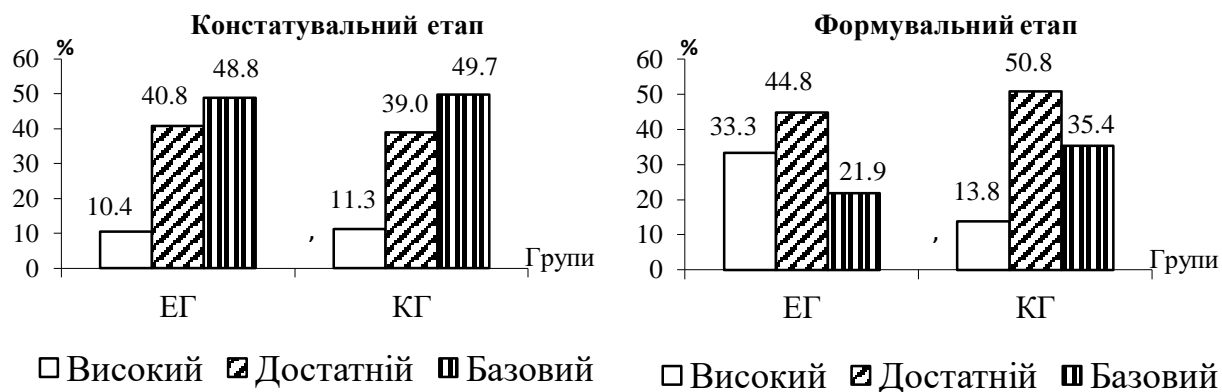 Констатувальний етап
%
60
50
40
30
20
10
0
10.4
40.8
48.8
11.3
39.0
49.7
,
Групи
ЕГ
КГ
Високий
Достатній
Базовий
Формувальний етап
%
60
50
40
30
20
10
0
33.3
44.8
21.9
13.8
50.8
35.4
,
Групи
ЕГ
КГ
Високий
Достатній
Базовий